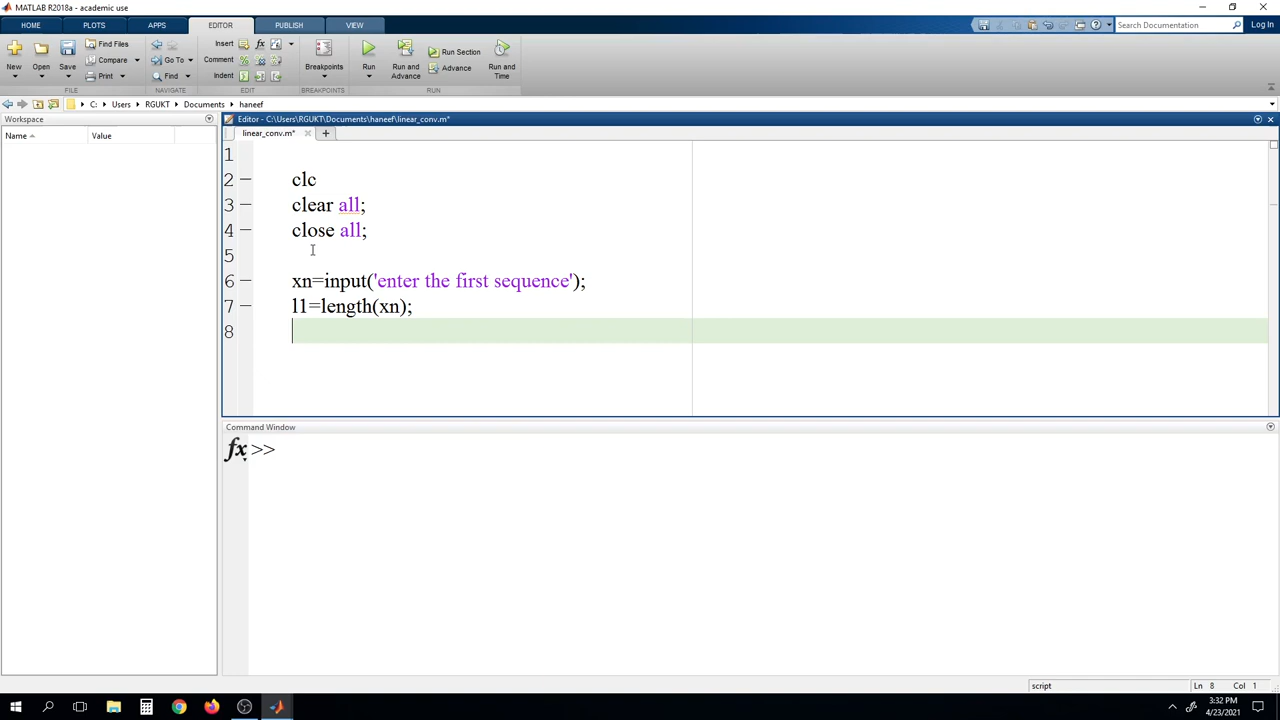 MATLAB R2018a - academic use
HOME PLOTS APPS EDITOR PUBLISH VIEW Search Documentation Log In
New Open Save Find Files Compare Print
Go To Find
Insert fx
Comment %
Indent
Breakpoints Run Run and Advance Run Section Advance Run and Time
FILE NAVIGATE EDIT BREAKPOINTS RUN
C: Users RGUKT Documents haneef
Workspace
Name Value
Editor - C:\Users\RGUKT\Documents\haneef\linear_conv.m*
linear_conv.m* +
1
2 – clc
3 – clear all;
4 – close all;
5
6 – xn=input('enter the first sequence');
7 – l1=length(xn);
8
Command Window
fx >>
script Ln 8 Col 1
3:32 PM
4/23/2021